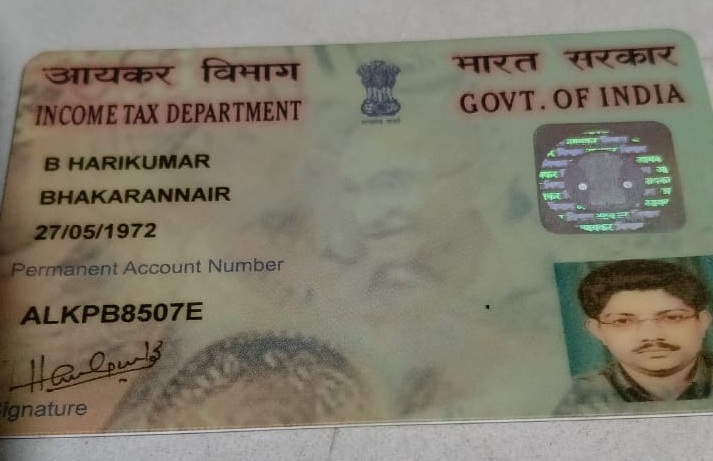 आयकर विभाग
भारत सरकार
INCOME TAX DEPARTMENT
GOVT. OF INDIA
B HARIKUMAR
BHAKARANNAIR
27/05/1972
Permanent Account Number
ALKPB8507E
ignature